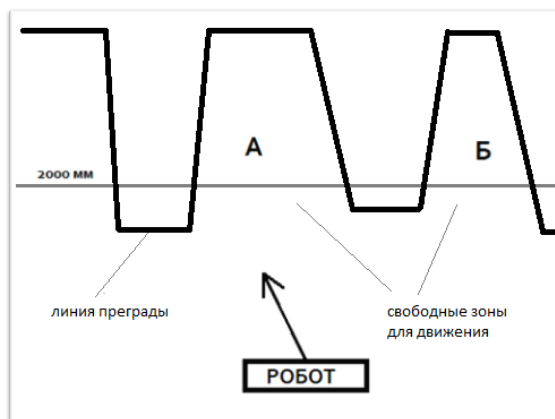 А
Б
2000 ММ
линия преграды
свободные зоны
для движения
РОБОТ